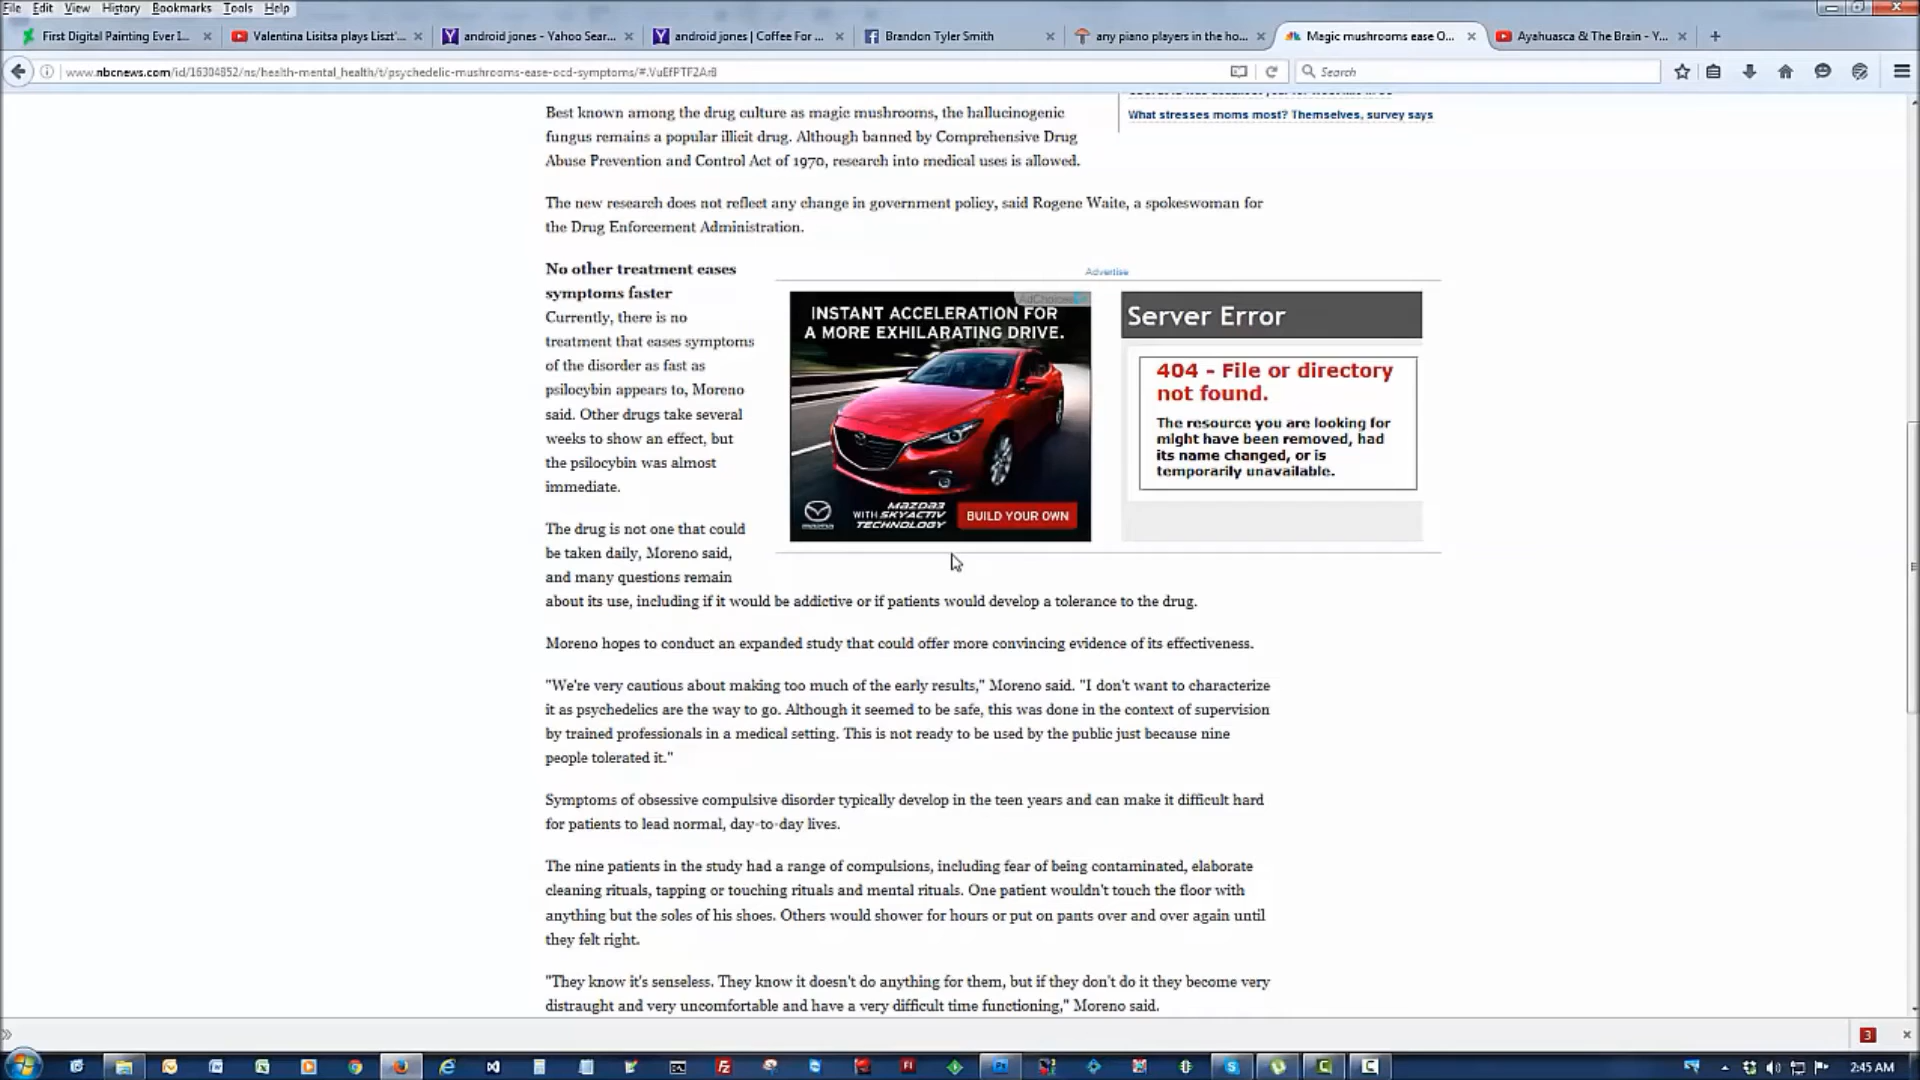 File Edit View History Bookmarks Tools Help
First Digital Painting Ever I... Valentina Lisitsa plays Liszt'... android jones - Yahoo Sear... android jones | Coffee For ... Brandon Tyler Smith any piano players in the ho... Magic mushrooms ease O... Ayahuasca & The Brain - Y...
www.nbcnews.com/id/16304852/ns/health-mental_health/t/psychedelic-mushrooms-ease-ocd-symptoms/#.VuEfPTF2Ar8 Search
Best known among the drug culture as magic mushrooms, the hallucinogenic
fungus remains a popular illicit drug. Although banned by Comprehensive Drug
Abuse Prevention and Control Act of 1970, research into medical uses is allowed.
What stresses moms most? Themselves, survey says
The new research does not reflect any change in government policy, said Rogene Waite, a spokeswoman for
the Drug Enforcement Administration.
No other treatment eases
symptoms faster
Currently, there is no
treatment that eases symptoms
of the disorder as fast as
psilocybin appears to, Moreno
said. Other drugs take several
weeks to show an effect, but
the psilocybin was almost
immediate.
Advertise
AdChoices
INSTANT ACCELERATION FOR
A MORE EXHILARATING DRIVE.
mazDa
mazDa3
WITH SKYACTIV
TECHNOLOGY
BUILD YOUR OWN
Server Error
404 - File or directory
not found.
The resource you are looking for
might have been removed, had
its name changed, or is
temporarily unavailable.
The drug is not one that could
be taken daily, Moreno said,
and many questions remain
about its use, including if it would be addictive or if patients would develop a tolerance to the drug.
Moreno hopes to conduct an expanded study that could offer more convincing evidence of its effectiveness.
"We're very cautious about making too much of the early results," Moreno said. "I don't want to characterize
it as psychedelics are the way to go. Although it seemed to be safe, this was done in the context of supervision
by trained professionals in a medical setting. This is not ready to be used by the public just because nine
people tolerated it."
Symptoms of obsessive compulsive disorder typically develop in the teen years and can make it difficult hard
for patients to lead normal, day-to-day lives.
The nine patients in the study had a range of compulsions, including fear of being contaminated, elaborate
cleaning rituals, tapping or touching rituals and mental rituals. One patient wouldn't touch the floor with
anything but the soles of his shoes. Others would shower for hours or put on pants over and over again until
they felt right.
"They know it's senseless. They know it doesn't do anything for them, but if they don't do it they become very
distraught and very uncomfortable and have a very difficult time functioning," Moreno said.
3
2:45 AM